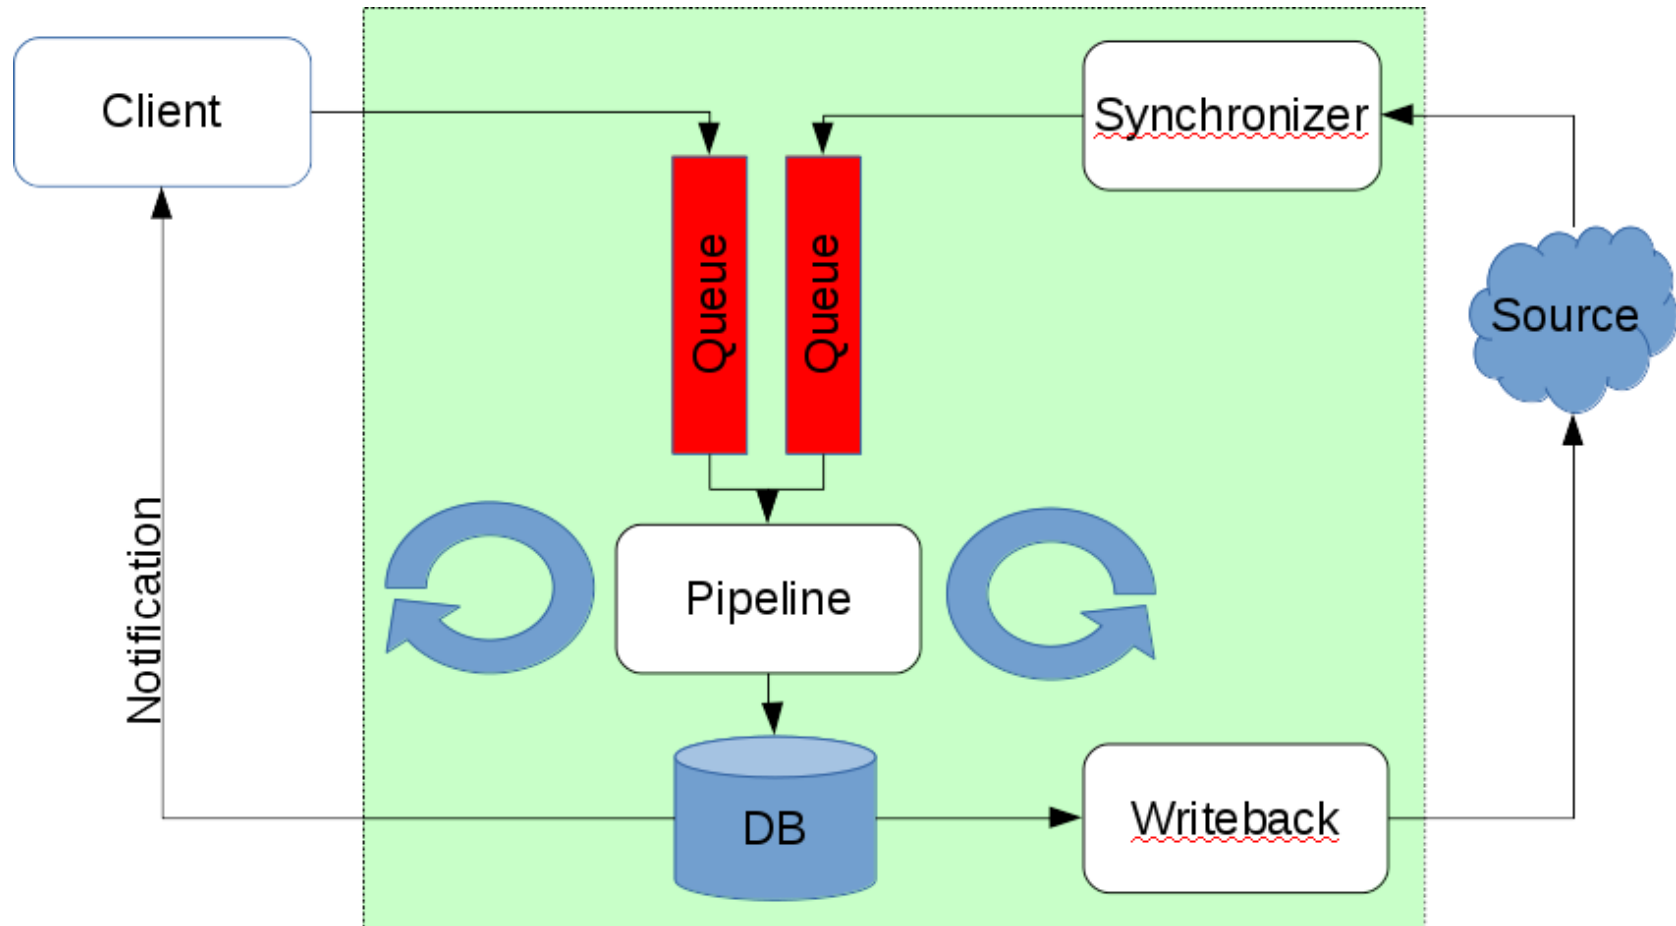 Client
Synchronizer
Queue
Queue
Source
Notification
Pipeline
DB
Writeback